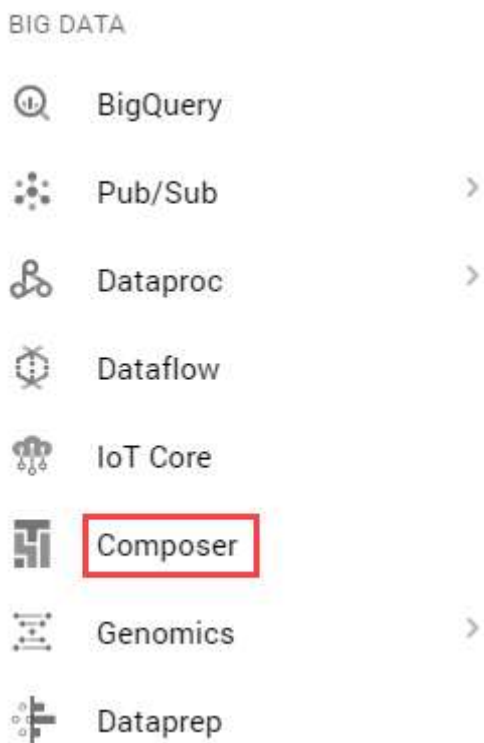 BIG DATA
BigQuery
Pub/Sub
Dataproc
Dataflow
IoT Core
Composer
Genomics
Dataprep